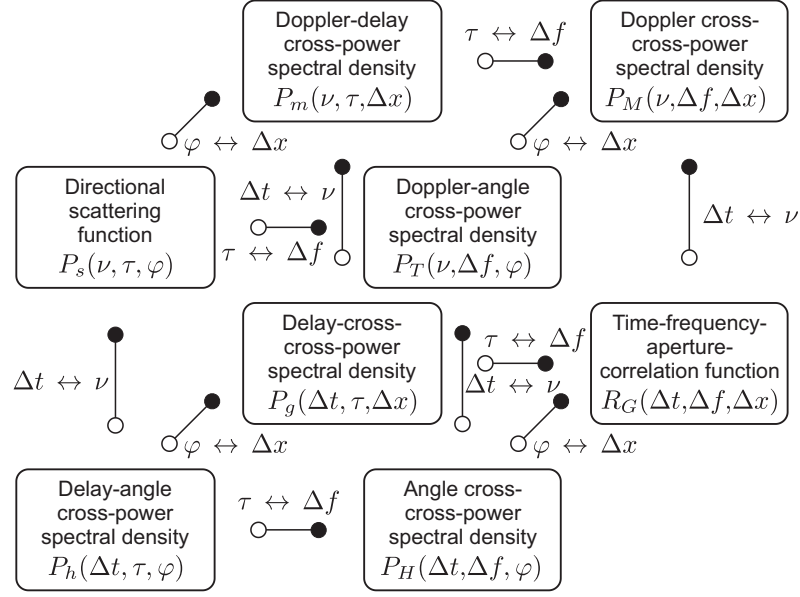 Doppler-delay
cross-power
spectral density
P_m(ν, τ,Δx)
τ ↔ Δf
Doppler cross-
cross-power
spectral density
P_M(ν,Δf,Δx)
φ ↔ Δx
φ ↔ Δx
Directional
scattering
function
P_s(ν, τ, φ)
Δt ↔ ν
τ ↔ Δf
Doppler-angle
cross-power
spectral density
P_T(ν,Δf, φ)
Δt ↔ ν
Δt ↔ ν
Delay-cross-
cross-power
spectral density
P_g(Δt, τ,Δx)
τ ↔ Δf
Δt ↔ ν
Time-frequency-
aperture-
correlation function
R_G(Δt,Δf,Δx)
φ ↔ Δx
φ ↔ Δx
Delay-angle
cross-power
spectral density
P_h(Δt, τ, φ)
τ ↔ Δf
Angle cross-
cross-power
spectral density
P_H(Δt,Δf, φ)